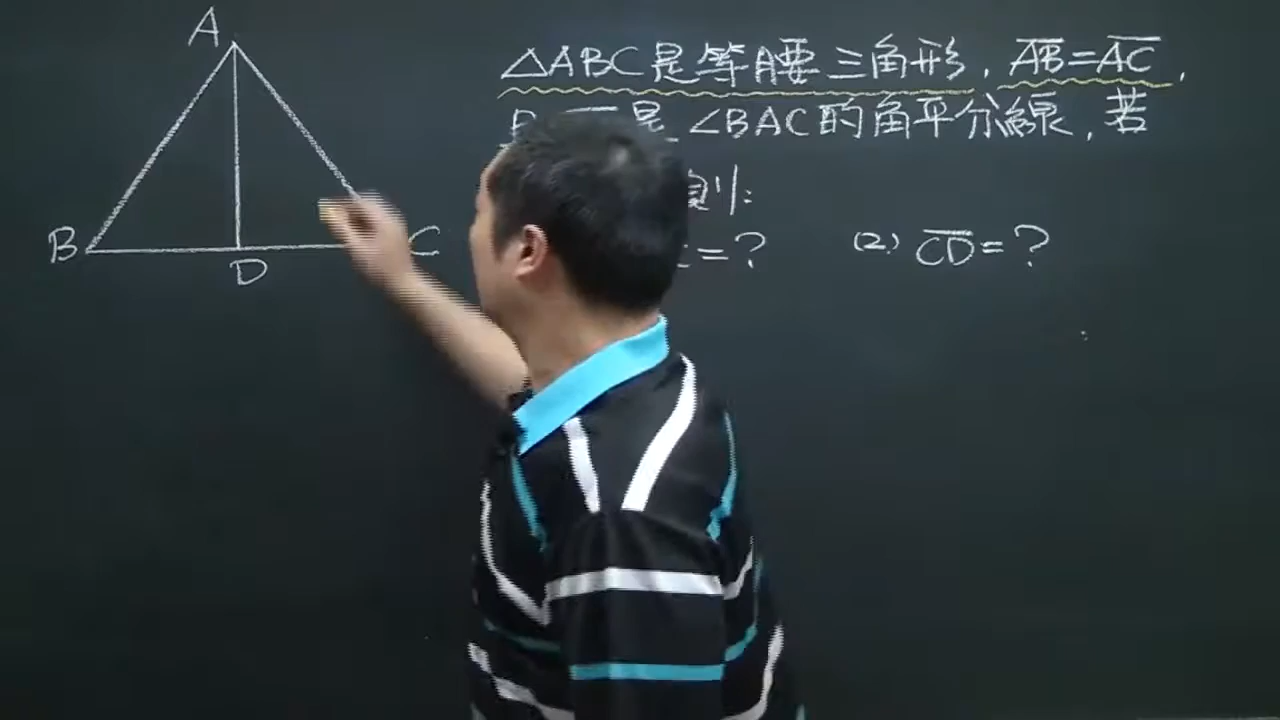 A
B
D
C
△ABC是等腰三角形, AB=AC,
是 ∠BAC的角平分線, 若
則:
=? (2) CD=?